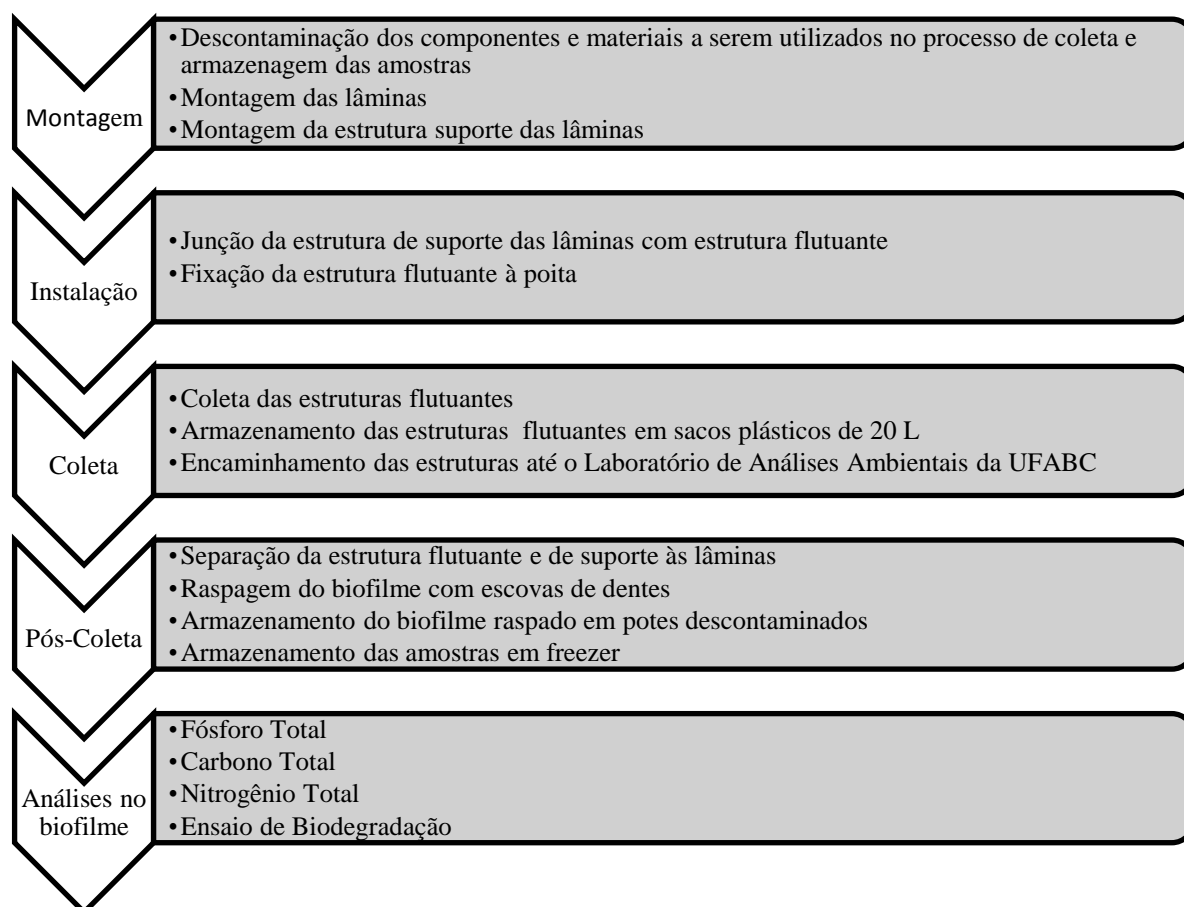 Montagem
•Descontaminação dos componentes e materiais a serem utilizados no processo de coleta e
armazenagem das amostras
•Montagem das lâminas
•Montagem da estrutura suporte das lâminas
Instalação
•Junção da estrutura de suporte das lâminas com estrutura flutuante
•Fixação da estrutura flutuante à poita
Coleta
•Coleta das estruturas flutuantes
•Armazenamento das estruturas flutuantes em sacos plásticos de 20 L
•Encaminhamento das estruturas até o Laboratório de Análises Ambientais da UFABC
Pós-Coleta
•Separação da estrutura flutuante e de suporte às lâminas
•Raspagem do biofilme com escovas de dentes
•Armazenamento do biofilme raspado em potes descontaminados
•Armazenamento das amostras em freezer
Análises no
biofilme
•Fósforo Total
•Carbono Total
•Nitrogênio Total
•Ensaio de Biodegradação